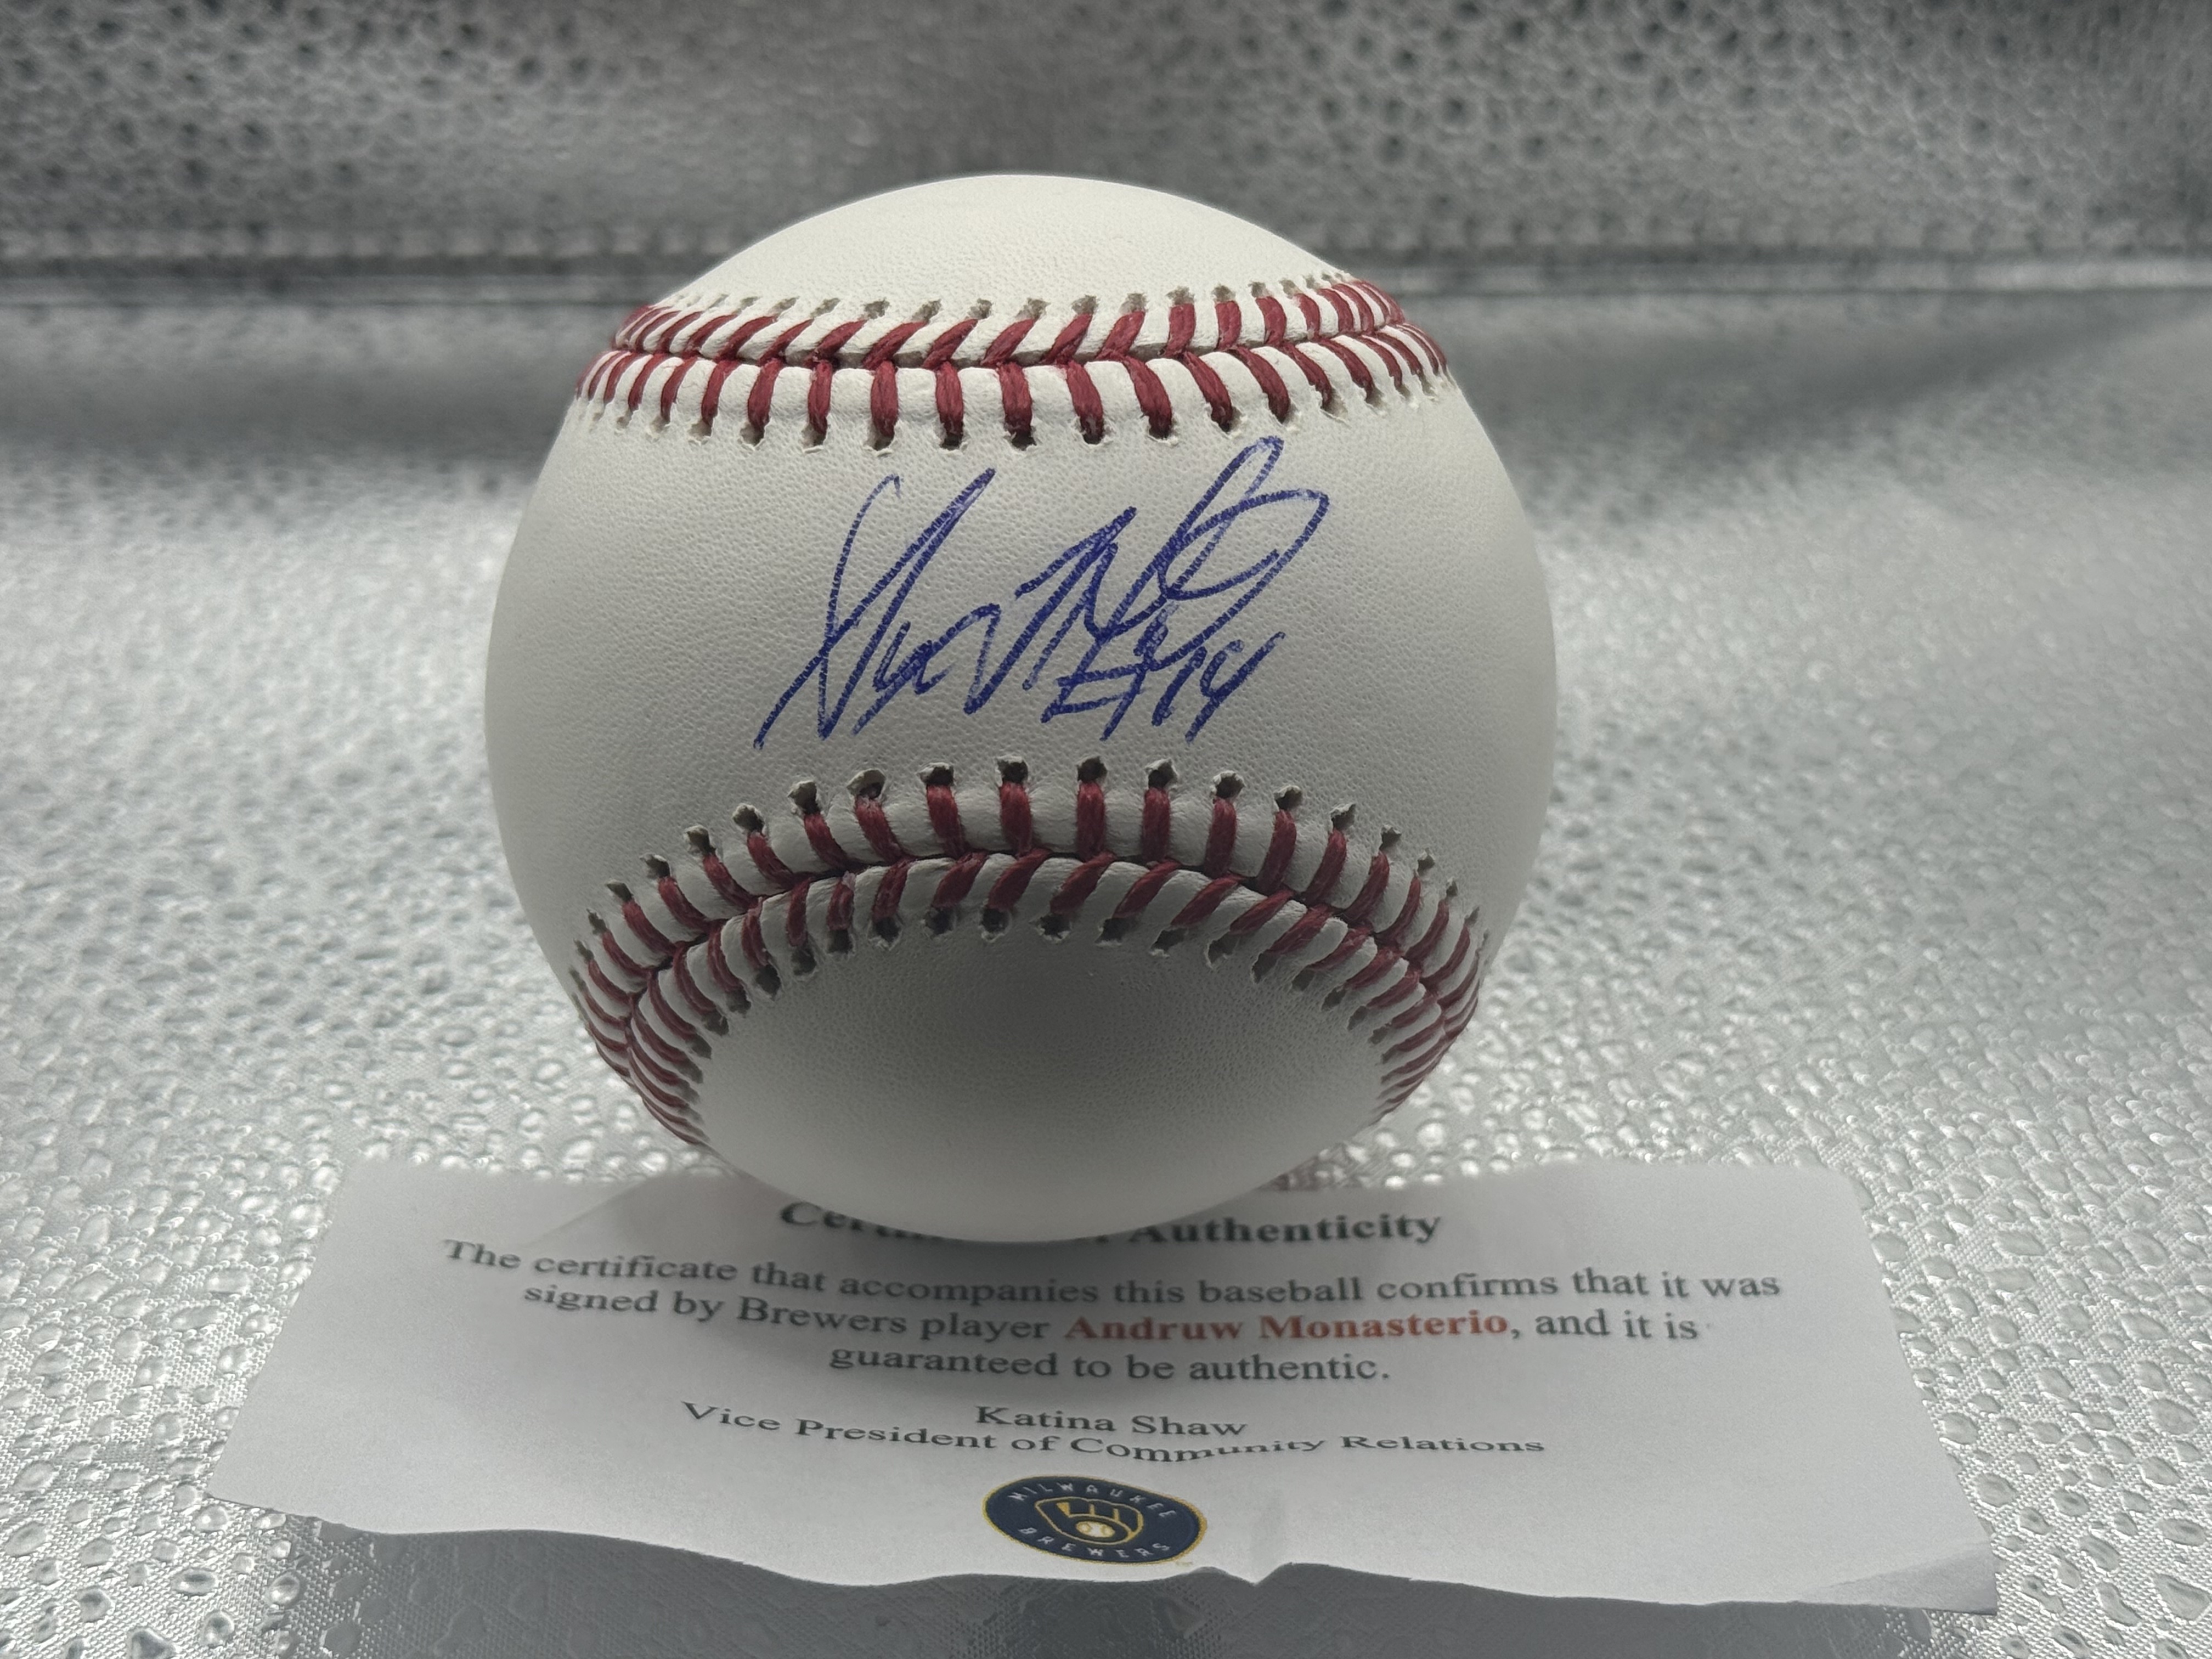 #14
Authenticity
The certificate that accompanies this baseball confirms that it was
signed by Brewers player Andruw Monasterio, and it is
guaranteed to be authentic.
Katina Shaw
Vice President of Community Relations
MILWAUKEE
BREWERS